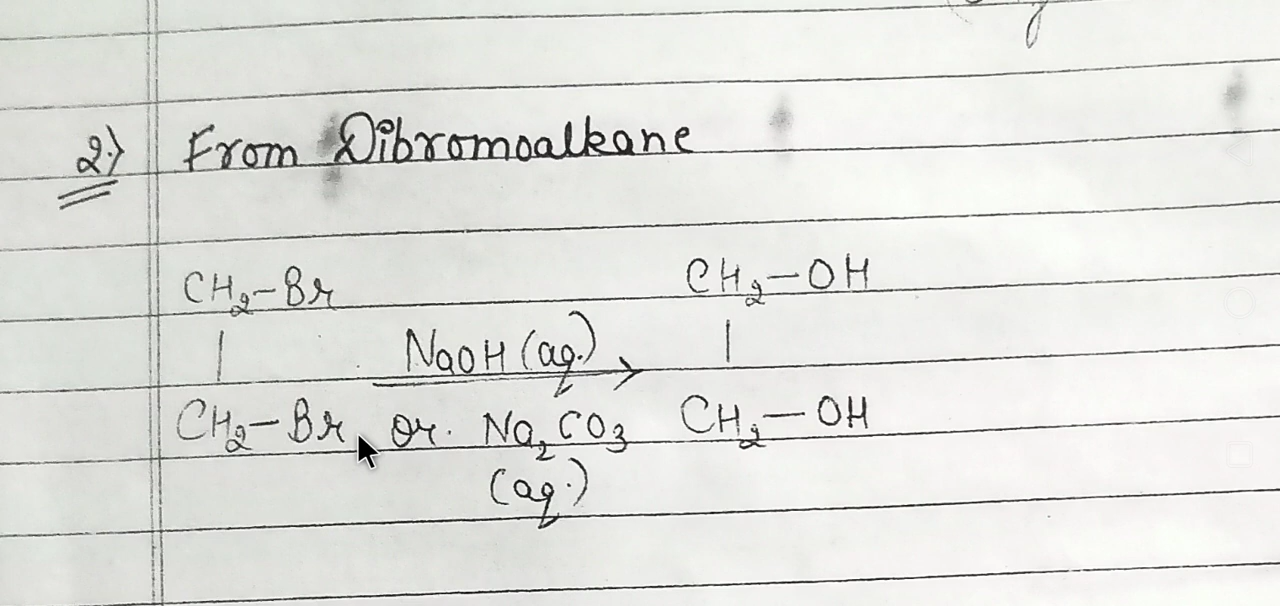 2.) From Dibromoalkane
CH₂-Br CH₂-OH
| NaOH (aq.) |
CH₂-Br or. Na₂CO₃ CH₂-OH
(aq.)